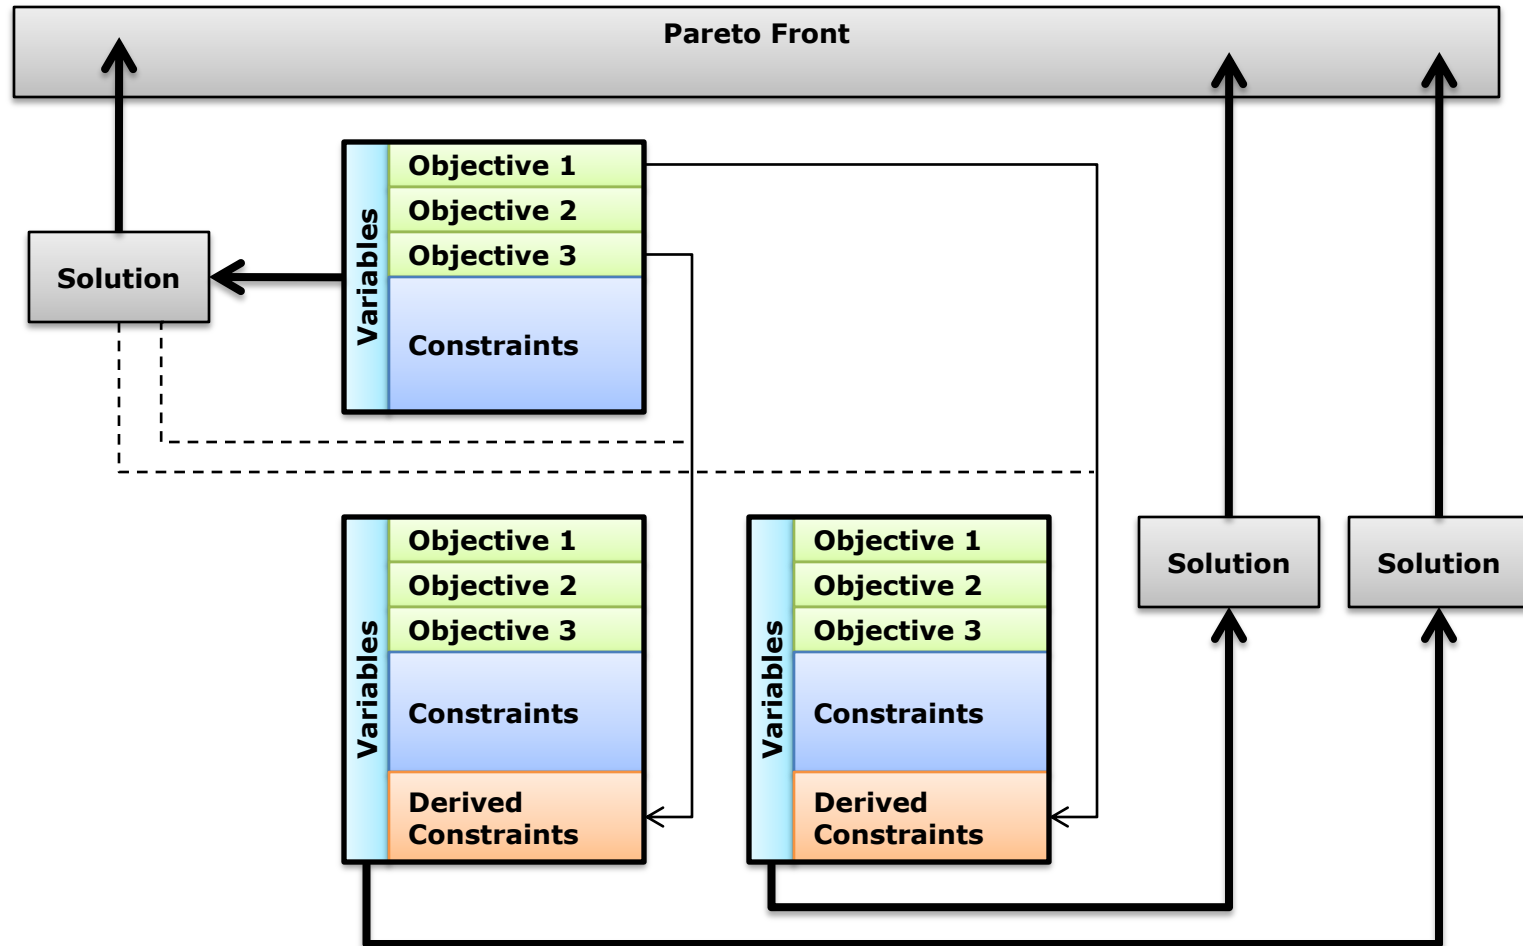 Pareto Front
Variables
Objective 1
Objective 2
Objective 3
Constraints
Solution
Variables
Objective 1
Objective 2
Objective 3
Constraints
Derived
Constraints
Variables
Objective 1
Objective 2
Objective 3
Constraints
Derived
Constraints
Solution
Solution